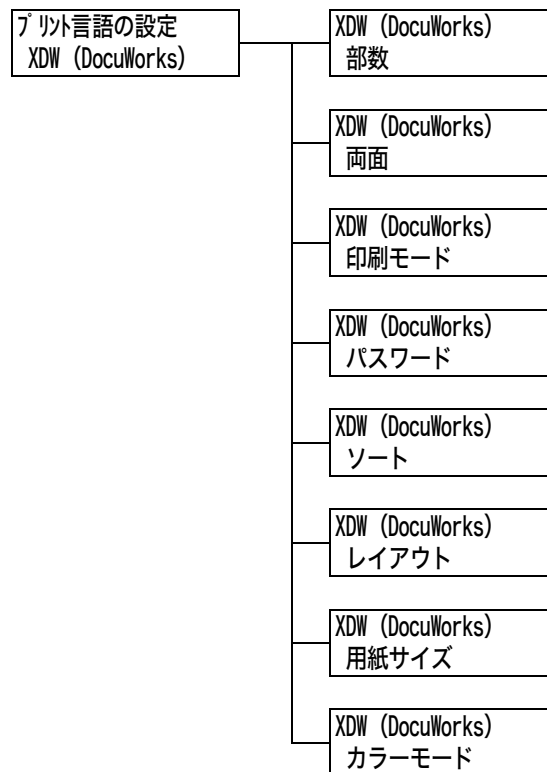 プリント言語の設定
XDW (DocuWorks)
XDW (DocuWorks)
部数
XDW (DocuWorks)
両面
XDW (DocuWorks)
印刷モード
XDW (DocuWorks)
パスワード
XDW (DocuWorks)
ソート
XDW (DocuWorks)
レイアウト
XDW (DocuWorks)
用紙サイズ
XDW (DocuWorks)
カラーモード